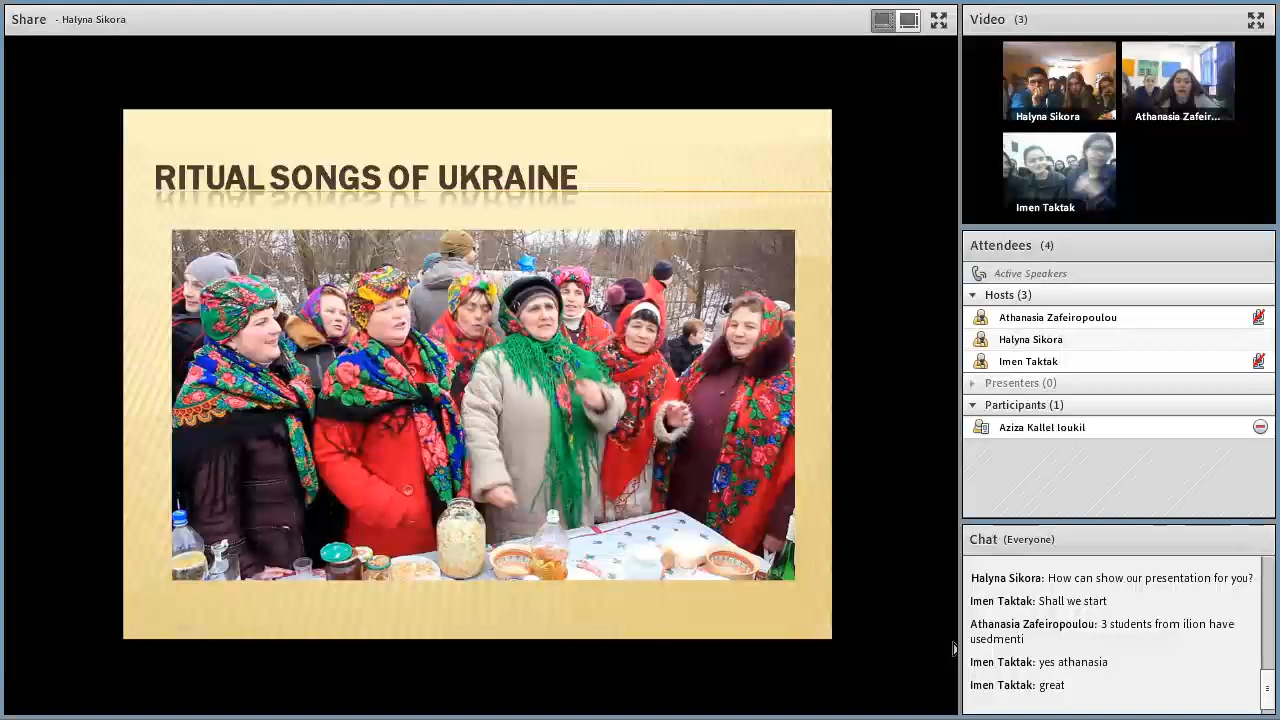 Share - Halyna Sikora
RITUAL SONGS OF UKRAINE
Video (3)
Halyna Sikora
Athanasia Zafeir...
Imen Taktak
Attendees (4)
Active Speakers
Hosts (3)
Athanasia Zafeiropoulou
Halyna Sikora
Imen Taktak
Presenters (0)
Participants (1)
Aziza Kallel loukil
Chat (Everyone)
Halyna Sikora: How can show our presentation for you?
Imen Taktak: Shall we start
Athanasia Zafeiropoulou: 3 students from ilion have
usedmenti
Imen Taktak: yes athanasia
Imen Taktak: great